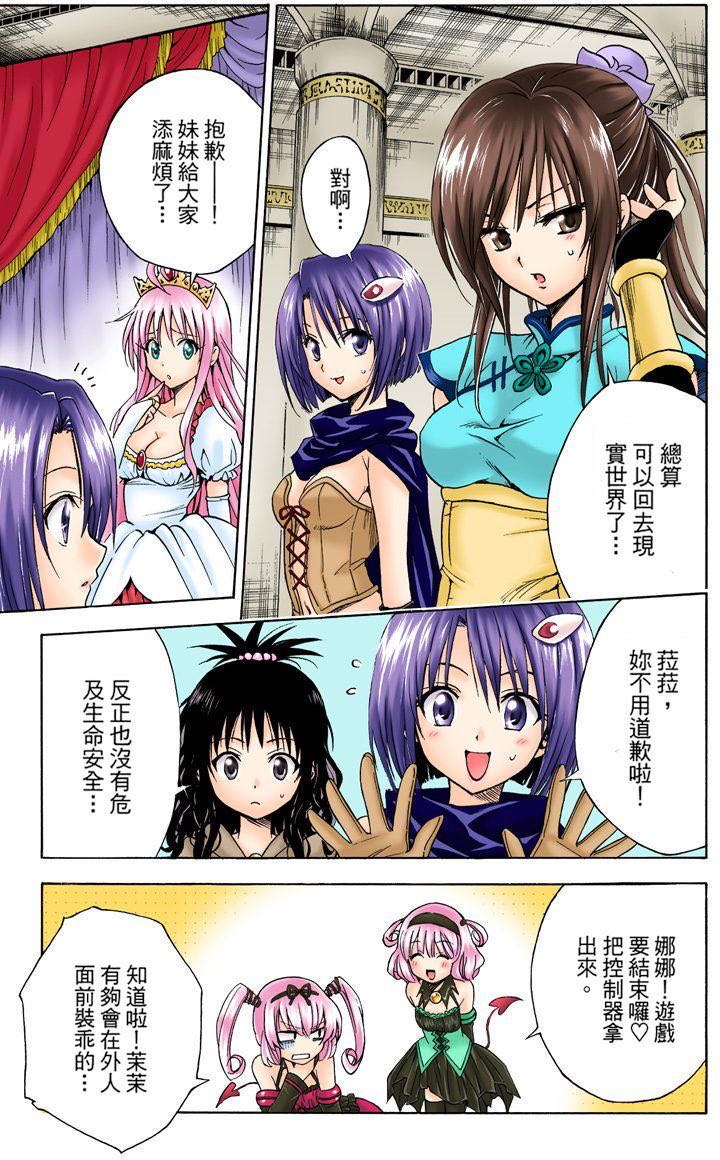 總算
可以回去現
實世界了…
對啊…
抱歉——！
妹妹給大家
添麻煩了…
菈菈，
妳不用道歉啦！
反正也沒有危
及生命安全…
娜娜！遊戲
要結束囉♡
把控制器拿
出來。
知道啦！茉茉
有夠會在外人
面前裝乖的…